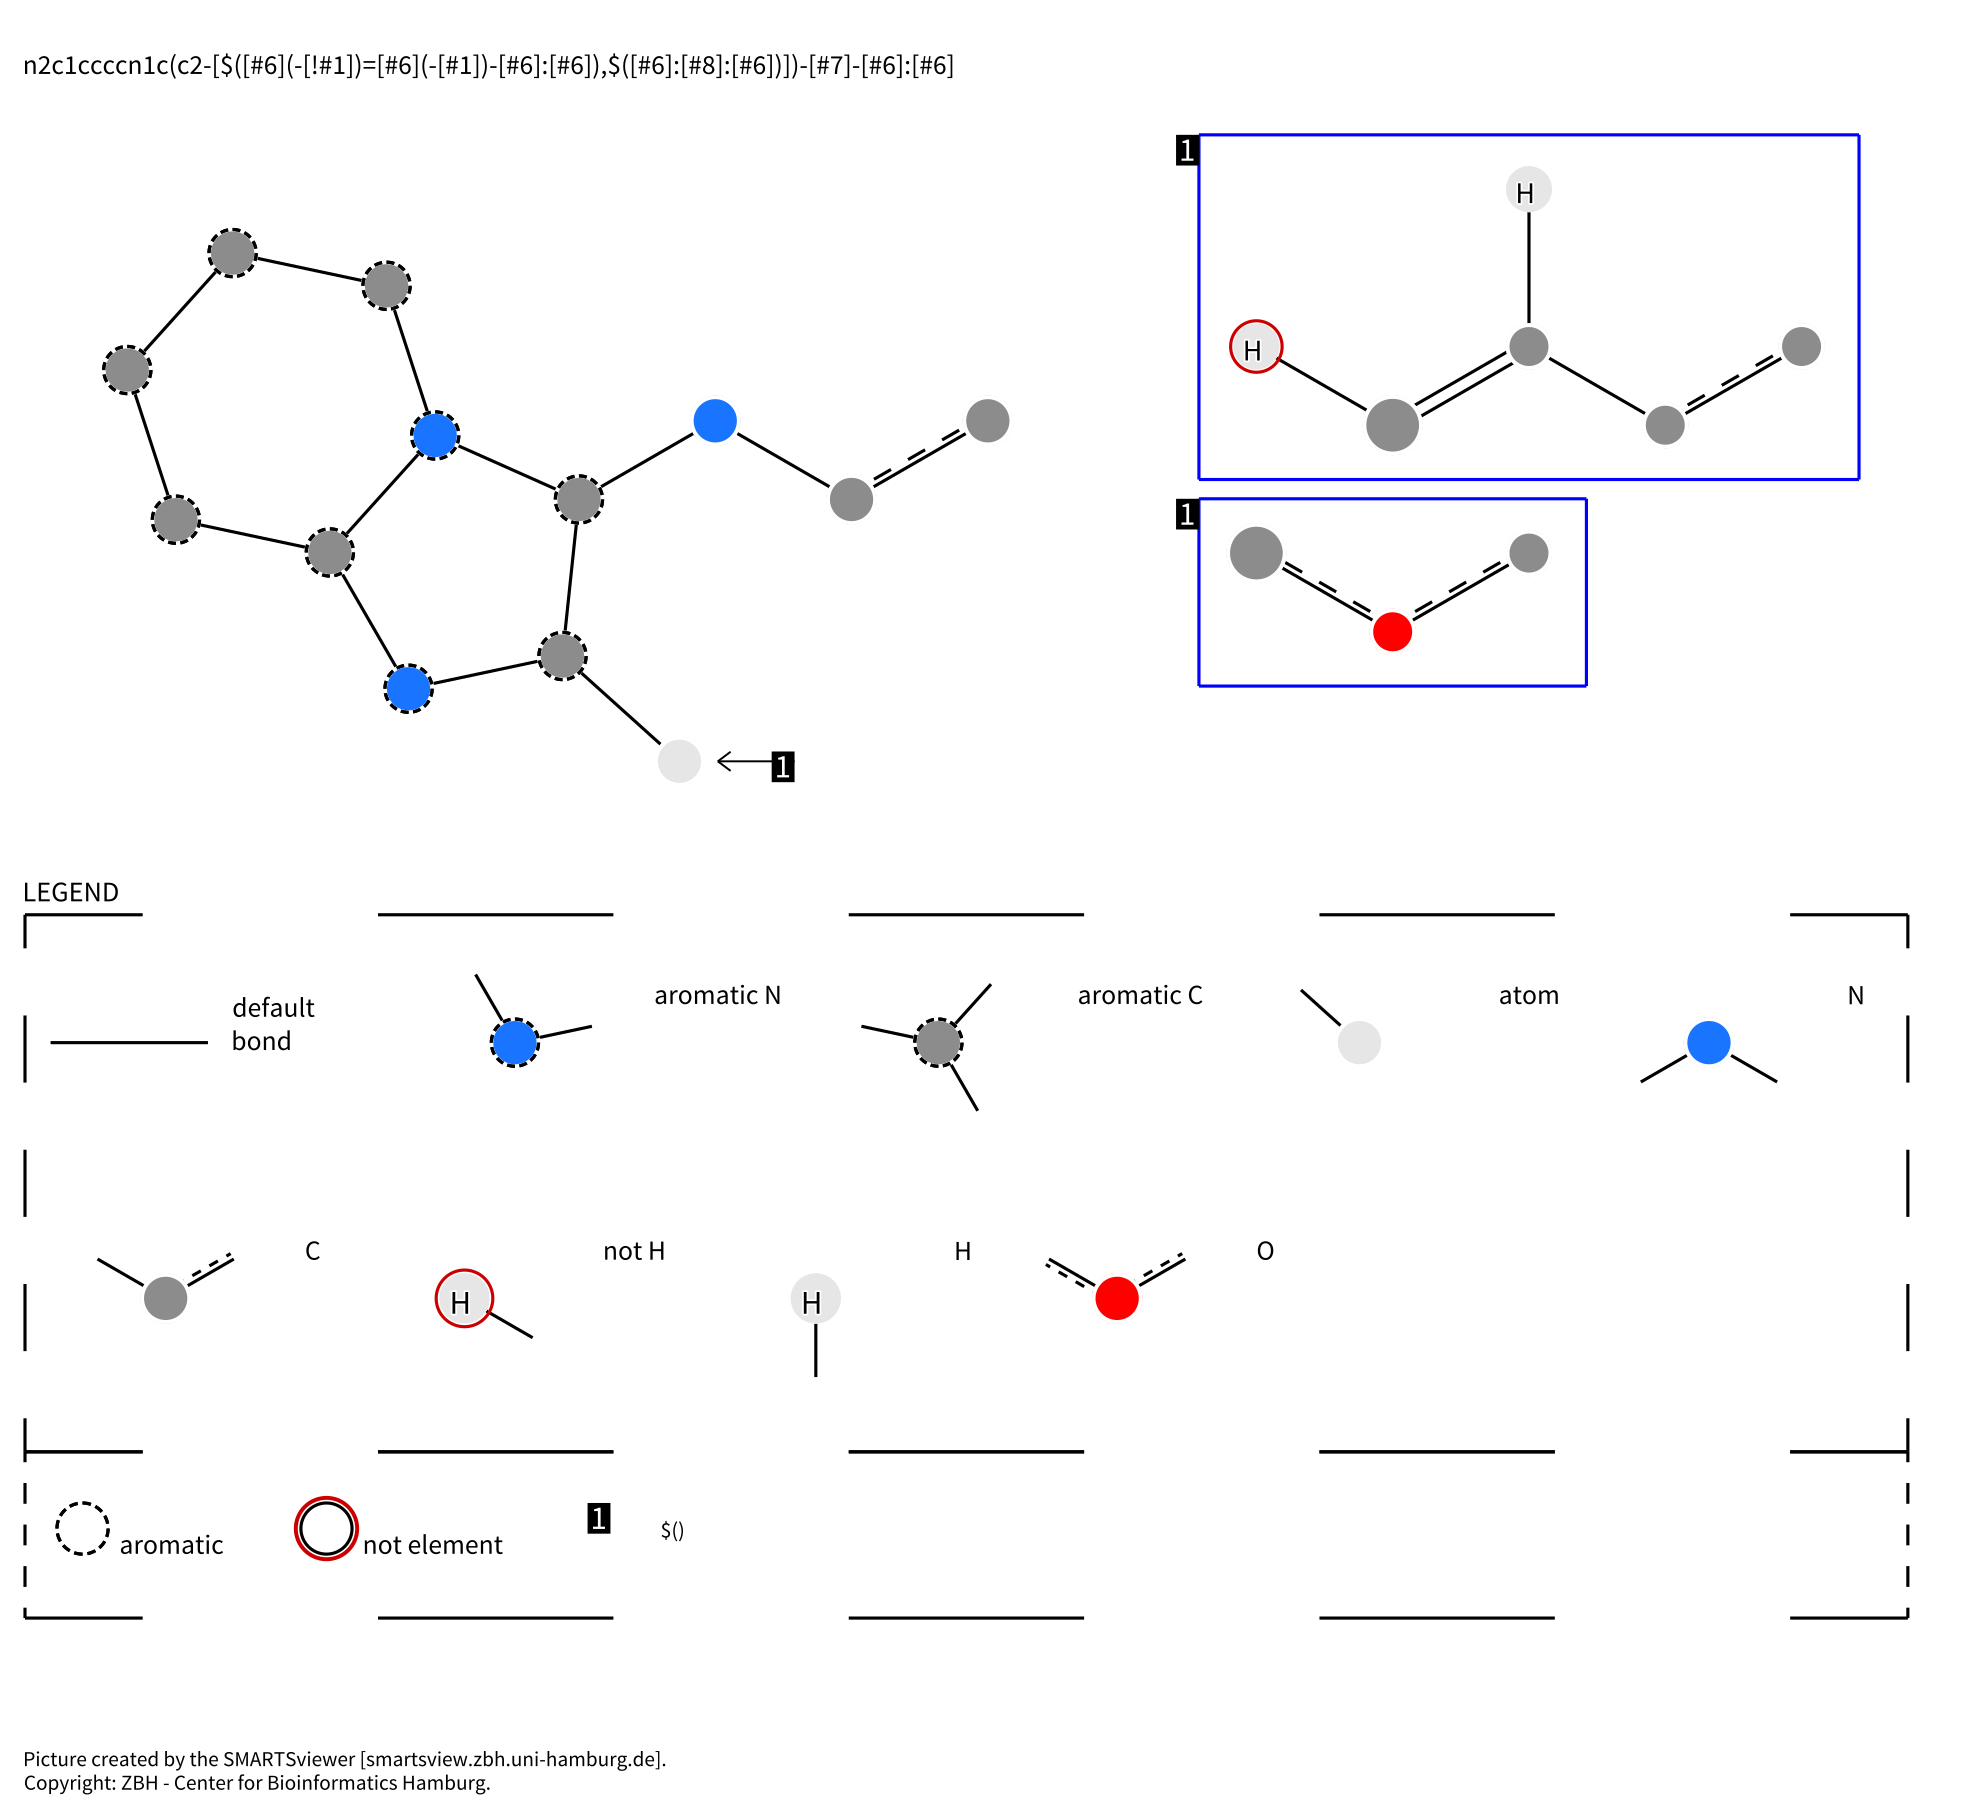 n2c1ccccn1c(c2-[$([#6](-[!#1])=[#6](-[#1])-[#6]:[#6]),$([#6]:[#8]:[#6])])-[#7]-[#6]:[#6]
1
H
H
1
1
LEGEND
default
bond
aromatic N
aromatic C
atom
N
C
H
not H
H
H
O
aromatic
not element
1
$()
Picture created by the SMARTSviewer [smartsview.zbh.uni-hamburg.de].
Copyright: ZBH - Center for Bioinformatics Hamburg.